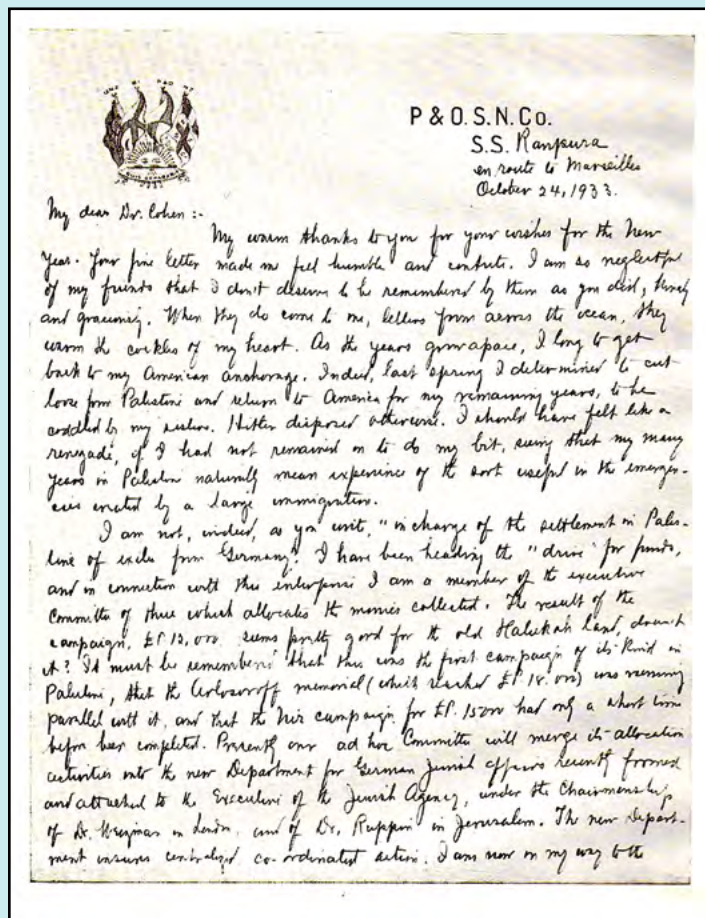 P & O. S. N. Co.
S.S. Ranpura
en route to Marseilles
October 24, 1933.
My dear Dr. Cohen :-
My warm thanks to you for your wishes for the New
Year. Your fine letter made me feel humble and contrite. I am so neglectful
of my friends that I don't deserve to be remembered by them as you did,
and graciously. When they do come to me, letters from across the ocean, they
warm the cockles of my heart. As the years grow apace, I long to get
back to my American anchorage. Indeed, last spring I determined to cut
loose from Palestine and return to America for my remaining years, to be
coddled by my sisters. Hitler disposed otherwise. I should have felt like a
renegade, if I had not remained on to do my bit, seeing that my many
years in Palestine naturally mean experience of the sort useful in the emergen-
cies created by a large immigration.
I am not, indeed, as you write, "in charge of the settlement in Pales-
tine of exiles from Germany". I have been heading the "drive" for funds,
and in connection with this enterprise I am a member of the executive
Committee of three which allocates the monies collected. The result of the
campaign, £P. 13,000 seems pretty good for the old Halukah land, doesn't
it? It must be remembered that this was the first campaign of its kind in
Palestine, that the Arlosoroff memorial (which reached £P. 18.000) was running
parallel with it, and that the campaign for £P. 15000 had only a short time
before been completed. Presently our ad hoc Committee will merge its allocation
activities into the new Department for German Jewish affairs recently formed
and attached to the Executive of the Jewish Agency, under the Chairmanship
of Dr. Weizmann in London, and of Dr. Ruppin in Jerusalem. The new Depart-
ment insures centralized co-ordinated action. I am now on my way to the